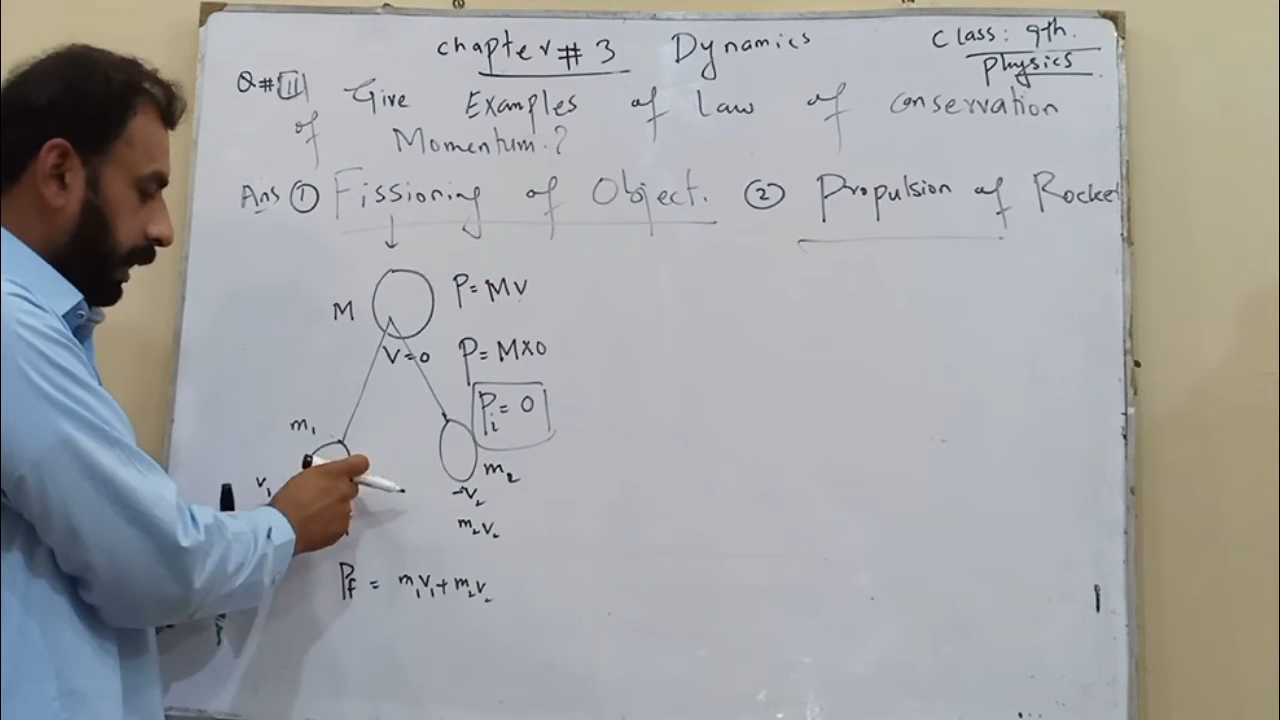 Chapter # 3 Dynamics
Class: 9th.
Physics
Q # 11 Give Examples of Law of conservation
of Momentum.?
Ans ① Fissioning of Object. ② Propulsion of Rocket
M
P = MV
V=0
P = M×0
Pᵢ = 0
m₁
m₂
v₁
-v₂
m₂v₂
Pf = m₁v₁ + m₂v₂